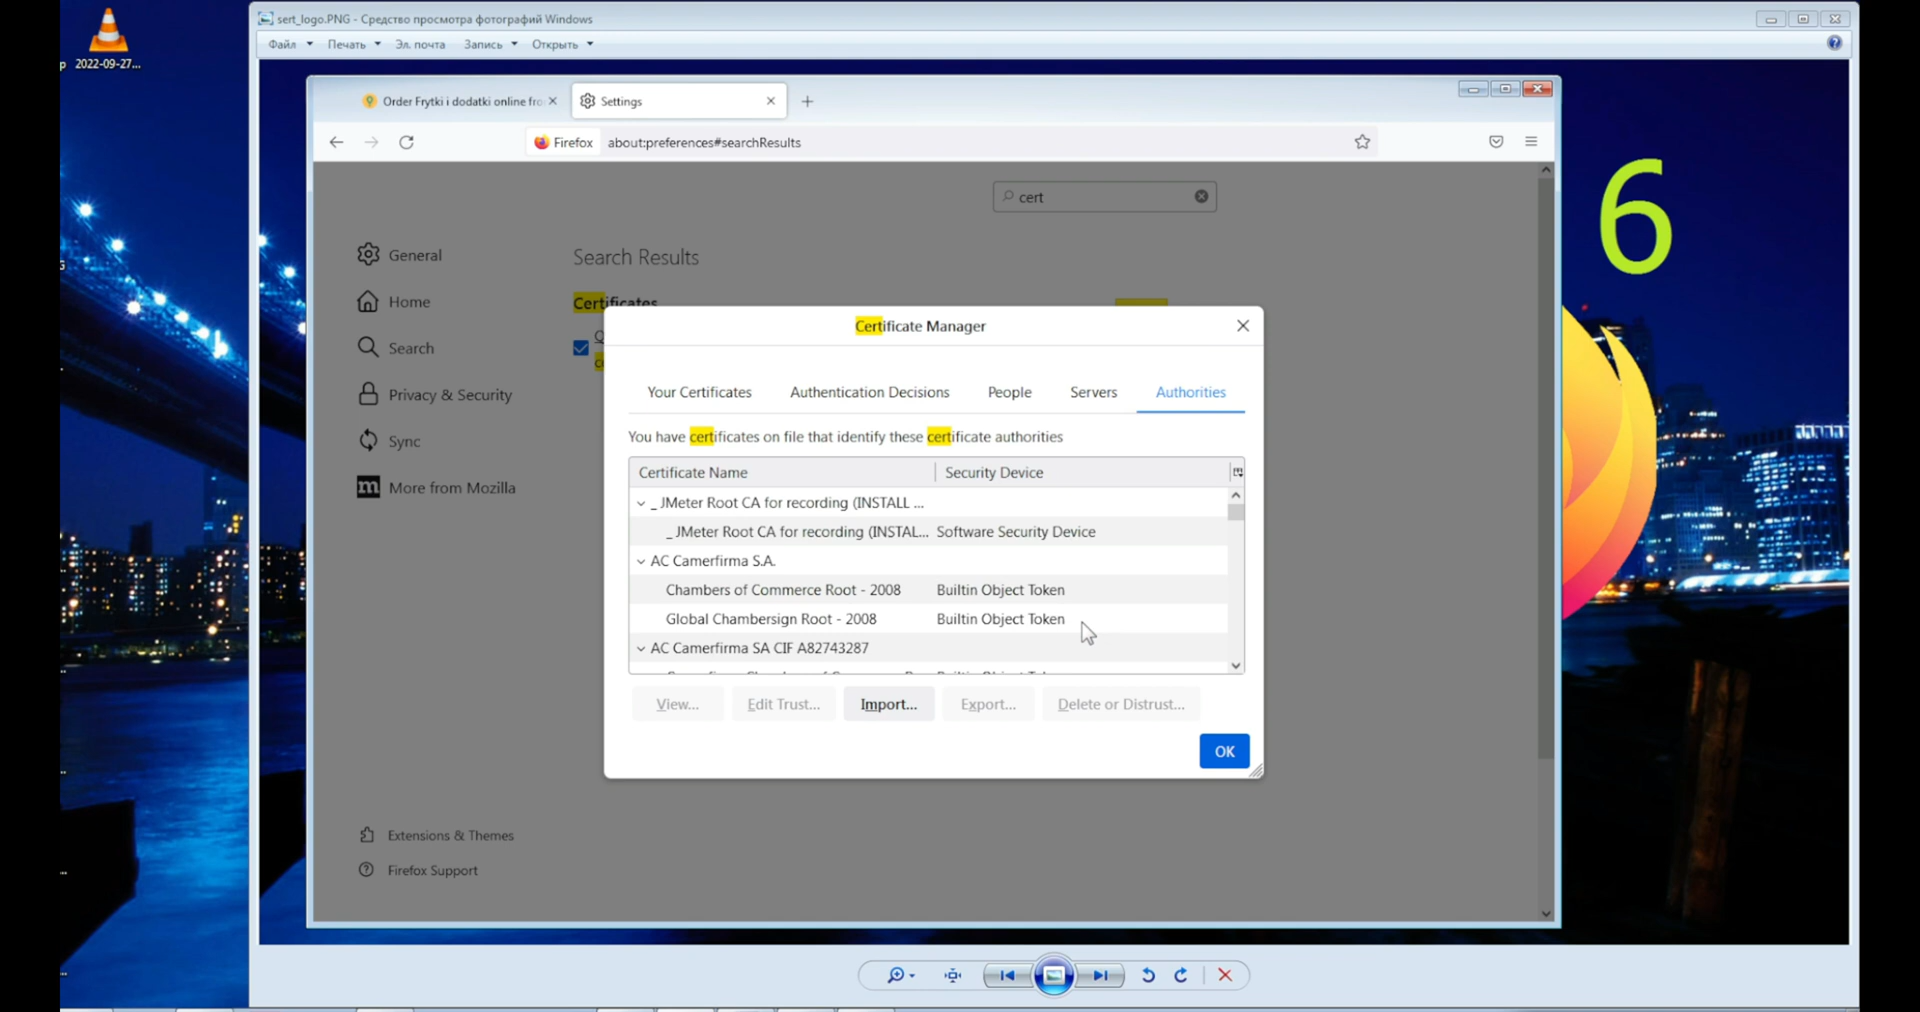 sert_logo.PNG - Средство просмотра фотографий Windows
Файл Печать Эл. почта Запись Открыть
2022-09-27...
Order Frytki i dodatki online fro
Settings
Firefox about:preferences#searchResults
6
cert
General
Home
Search
Privacy & Security
Sync
More from Mozilla
Extensions & Themes
Firefox Support
Search Results
Certificates
Certificate Manager
Your Certificates Authentication Decisions People Servers Authorities
You have certificates on file that identify these certificate authorities
Certificate Name Security Device
_ JMeter Root CA for recording (INSTALL ...
_ JMeter Root CA for recording (INSTAL... Software Security Device
AC Camerfirma S.A.
Chambers of Commerce Root - 2008 Builtin Object Token
Global Chambersign Root - 2008 Builtin Object Token
AC Camerfirma SA CIF A82743287
View... Edit Trust... Import... Export... Delete or Distrust...
OK